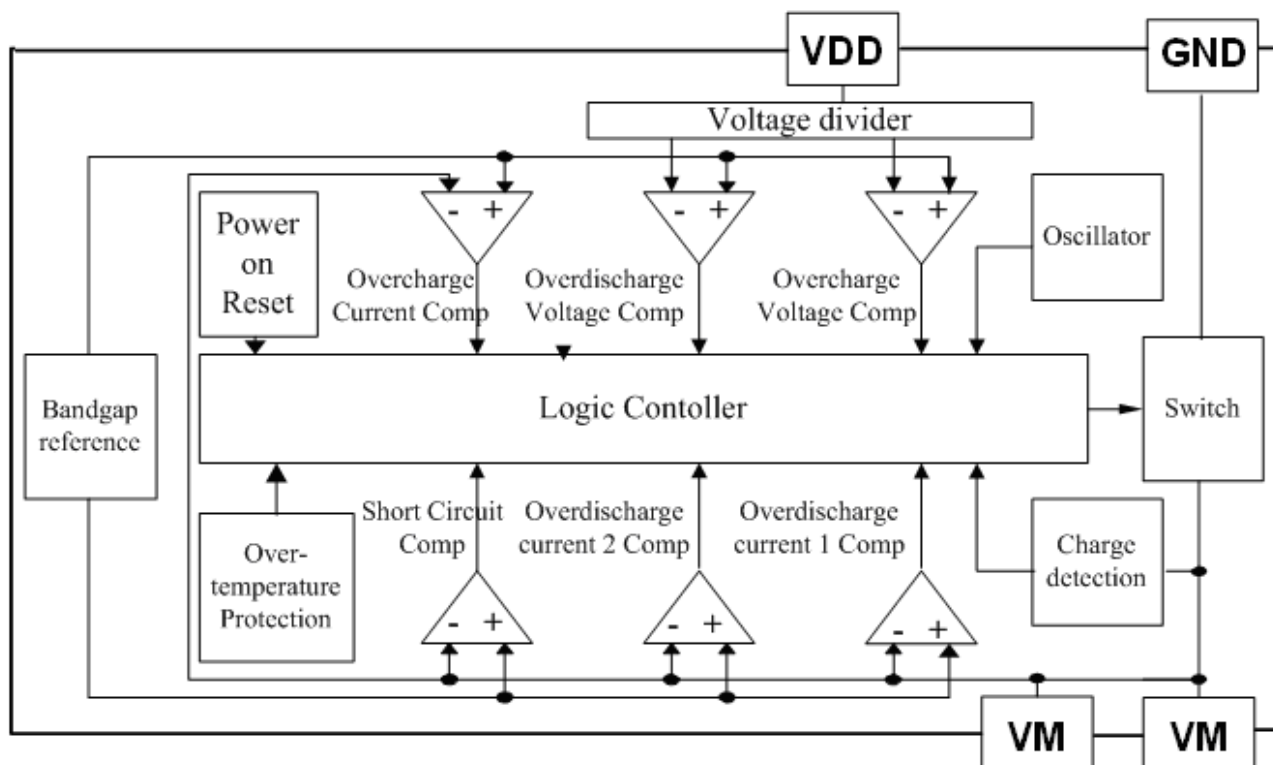 VDD
GND
Voltage divider
- +
- +
- +
Power
on
Reset
Oscillator
Overcharge
Current Comp
Overdischarge
Voltage Comp
Overcharge
Voltage Comp
Bandgap
reference
Logic Contoller
Switch
Short Circuit
Comp
Overdischarge
current 2 Comp
Overdischarge
current 1 Comp
Over-
temperature
Protection
Charge
detection
- +
- +
- +
VM
VM